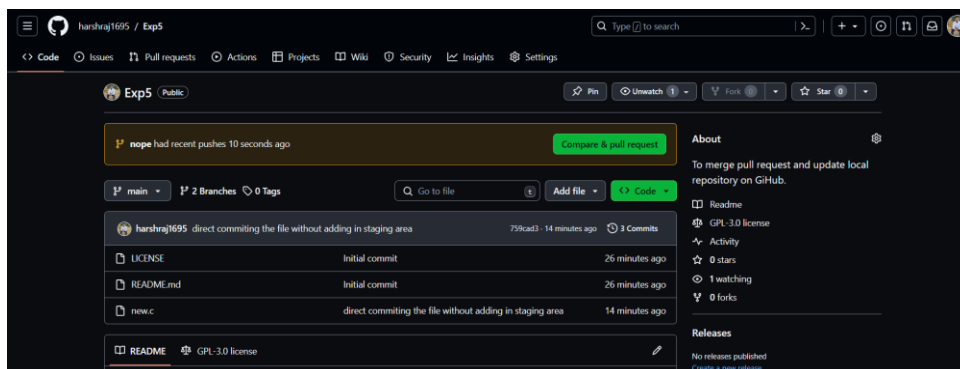 harshraj1695 / Exp5
Type / to search
Code Issues Pull requests Actions Projects Wiki Security Insights Settings
Exp5 Public
Pin Unwatch 1 Fork 0 Star 0
nope had recent pushes 10 seconds ago
Compare & pull request
main 2 Branches 0 Tags
Go to file t
Add file
<> Code
harshraj1695 direct commiting the file without adding in staging area 759cad3 · 14 minutes ago 3 Commits
LICENSE Initial commit 26 minutes ago
README.md Initial commit 26 minutes ago
new.c direct commiting the file without adding in staging area 14 minutes ago
README GPL-3.0 license
About
To merge pull request and update local
repository on GiHub.
Readme
GPL-3.0 license
Activity
0 stars
1 watching
0 forks
Releases
No releases published
Create a new release